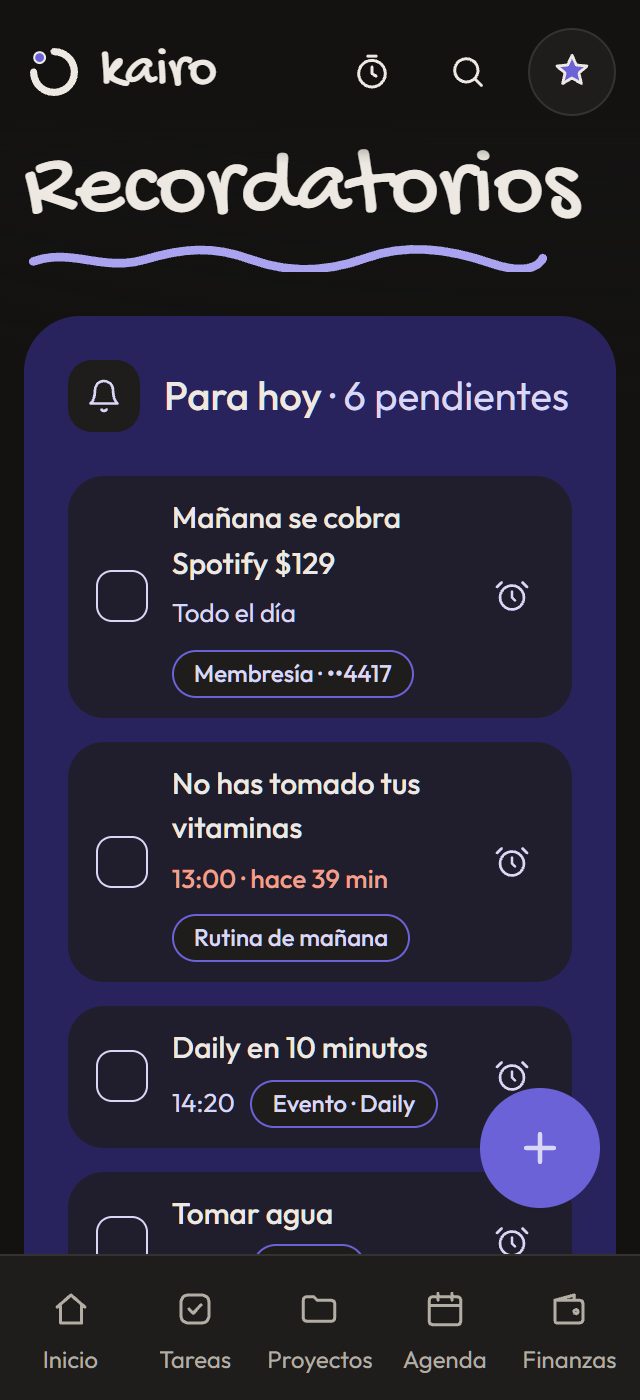 kairo
Recordatorios
Para hoy · 6 pendientes
Mañana se cobra
Spotify $129
Todo el día
Membresía · ••4417
No has tomado tus
vitaminas
13:00 · hace 39 min
Rutina de mañana
Daily en 10 minutos
14:20 Evento · Daily
Tomar agua
Inicio Tareas Proyectos Agenda Finanzas